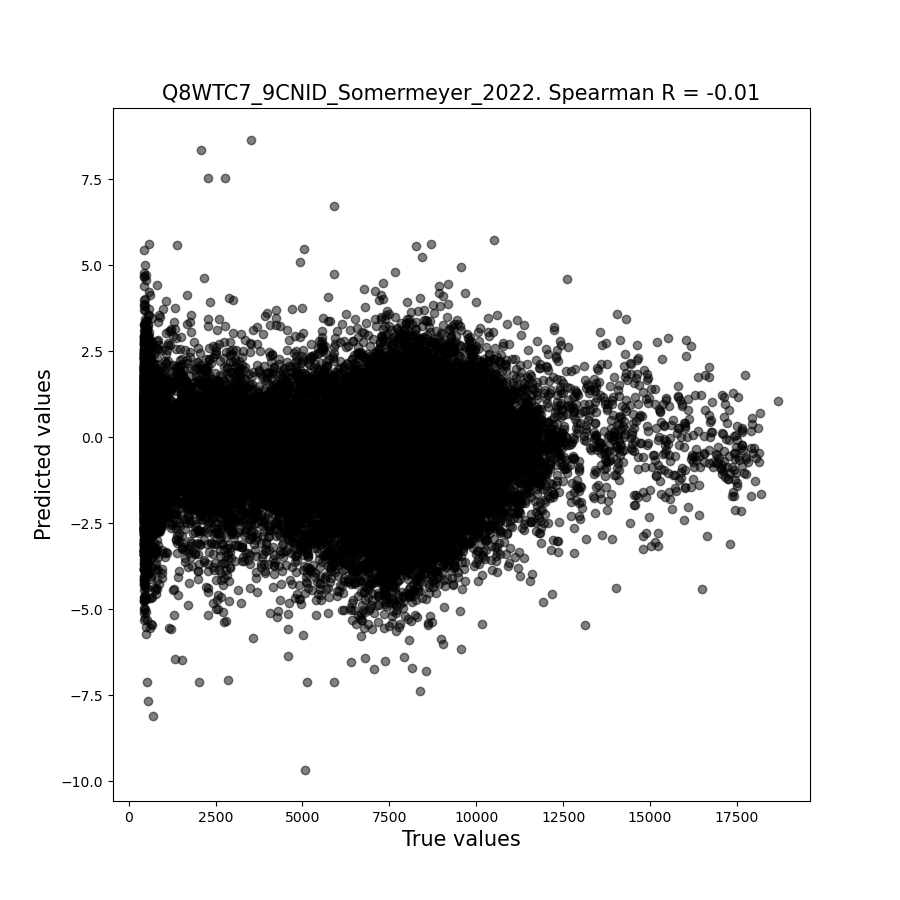 Q8WTC7_9CNID_Somermeyer_2022. Spearman R = -0.01
Predicted values
7.5
5.0
2.5
0.0
−2.5
−5.0
−7.5
−10.0
0 2500 5000 7500 10000 12500 15000 17500
True values